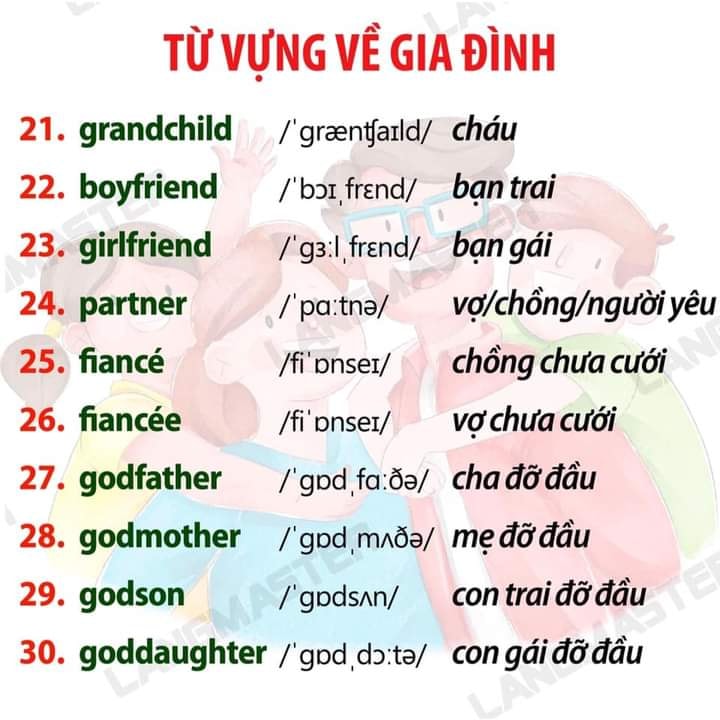 TỪ VỰNG VỀ GIA ĐÌNH
21. grandchild /ˈɡrænʧaɪld/ cháu
22. boyfriend /ˈbɔɪˌfrɛnd/ bạn trai
23. girlfriend /ˈɡɜːlˌfrɛnd/ bạn gái
24. partner /ˈpɑːtnə/ vợ/chồng/người yêu
25. fiancé /fiˈɒnseɪ/ chồng chưa cưới
26. fiancée /fiˈɒnseɪ/ vợ chưa cưới
27. godfather /ˈɡɒdˌfɑːðə/ cha đỡ đầu
28. godmother /ˈɡɒdˌmʌðə/ mẹ đỡ đầu
29. godson /ˈɡɒdsʌn/ con trai đỡ đầu
30. goddaughter /ˈɡɒdˌdɔːtə/ con gái đỡ đầu
LANGMASTER